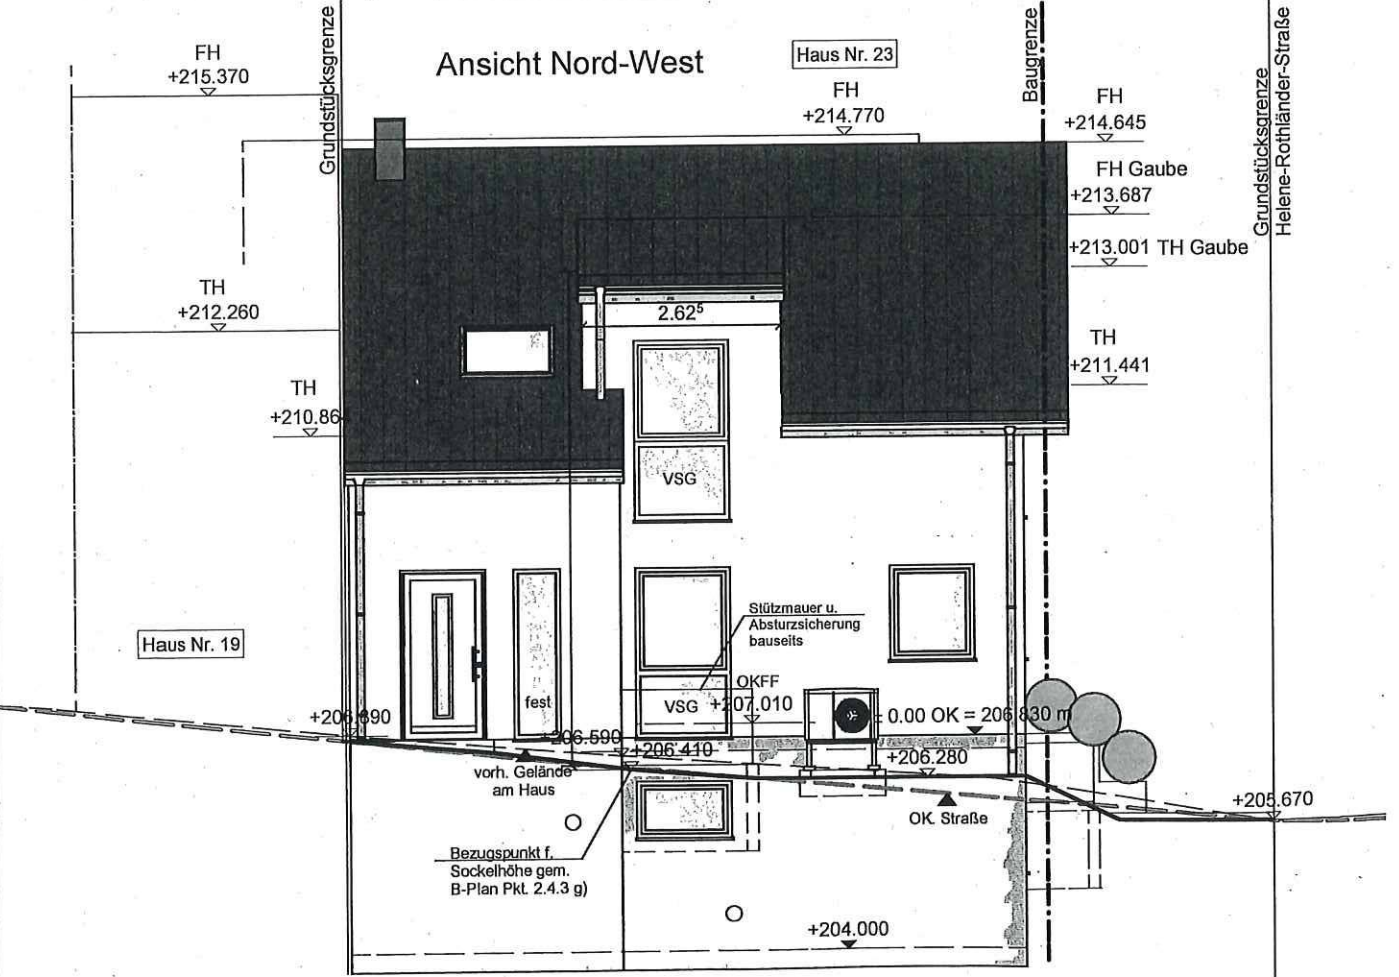 Ansicht Nord-West
Haus Nr. 23
FH
+215.370
Grundstücksgrenze
FH
+214.770
Baugrenze
FH
+214.645
FH Gaube
+213.687
+213.001 TH Gaube
Grundstücksgrenze
Helene-Rothländer-Straße
TH
+212.260
2.62⁵
TH
+211.441
TH
+210.86
VSG
Stützmauer u.
Absturzsicherung
bauseits
Haus Nr. 19
fest
VSG
OKFF
+207.010
0.00 OK = 206.830 m
+206.890
+206.590
+206.410
+206.280
vorh. Gelände
am Haus
OK. Straße
+205.670
Bezugspunkt f.
Sockelhöhe gem.
B-Plan Pkt. 2.4.3 g)
+204.000